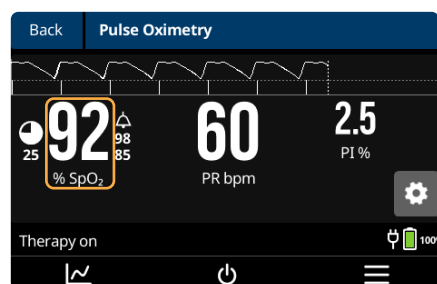 Back
Pulse Oximetry
92
98
85
25
% SpO₂
60
PR bpm
2.5
PI %
Therapy on
100%